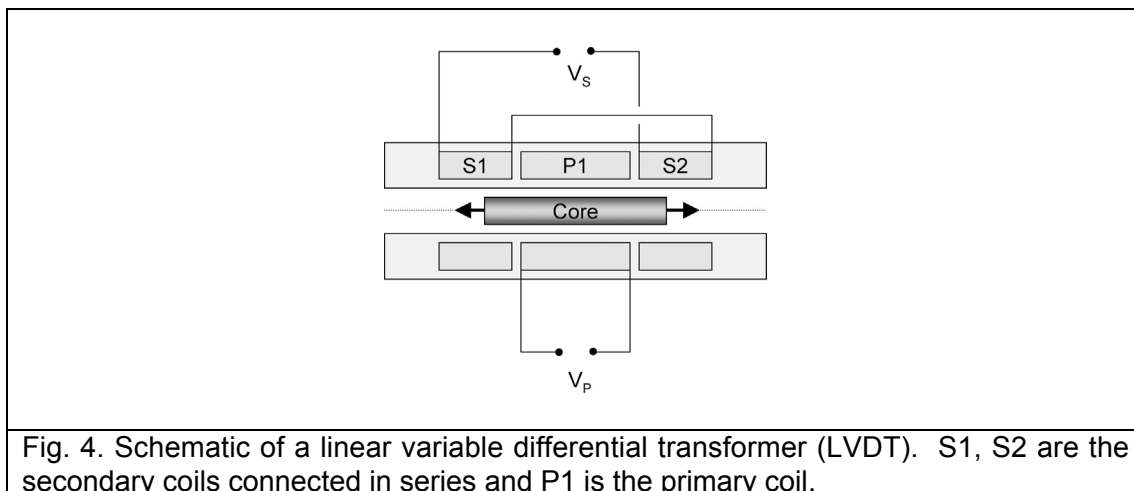 V_S
S1 P1 S2
Core
V_P
Fig. 4. Schematic of a linear variable differential transformer (LVDT). S1, S2 are the
secondary coils connected in series and P1 is the primary coil.